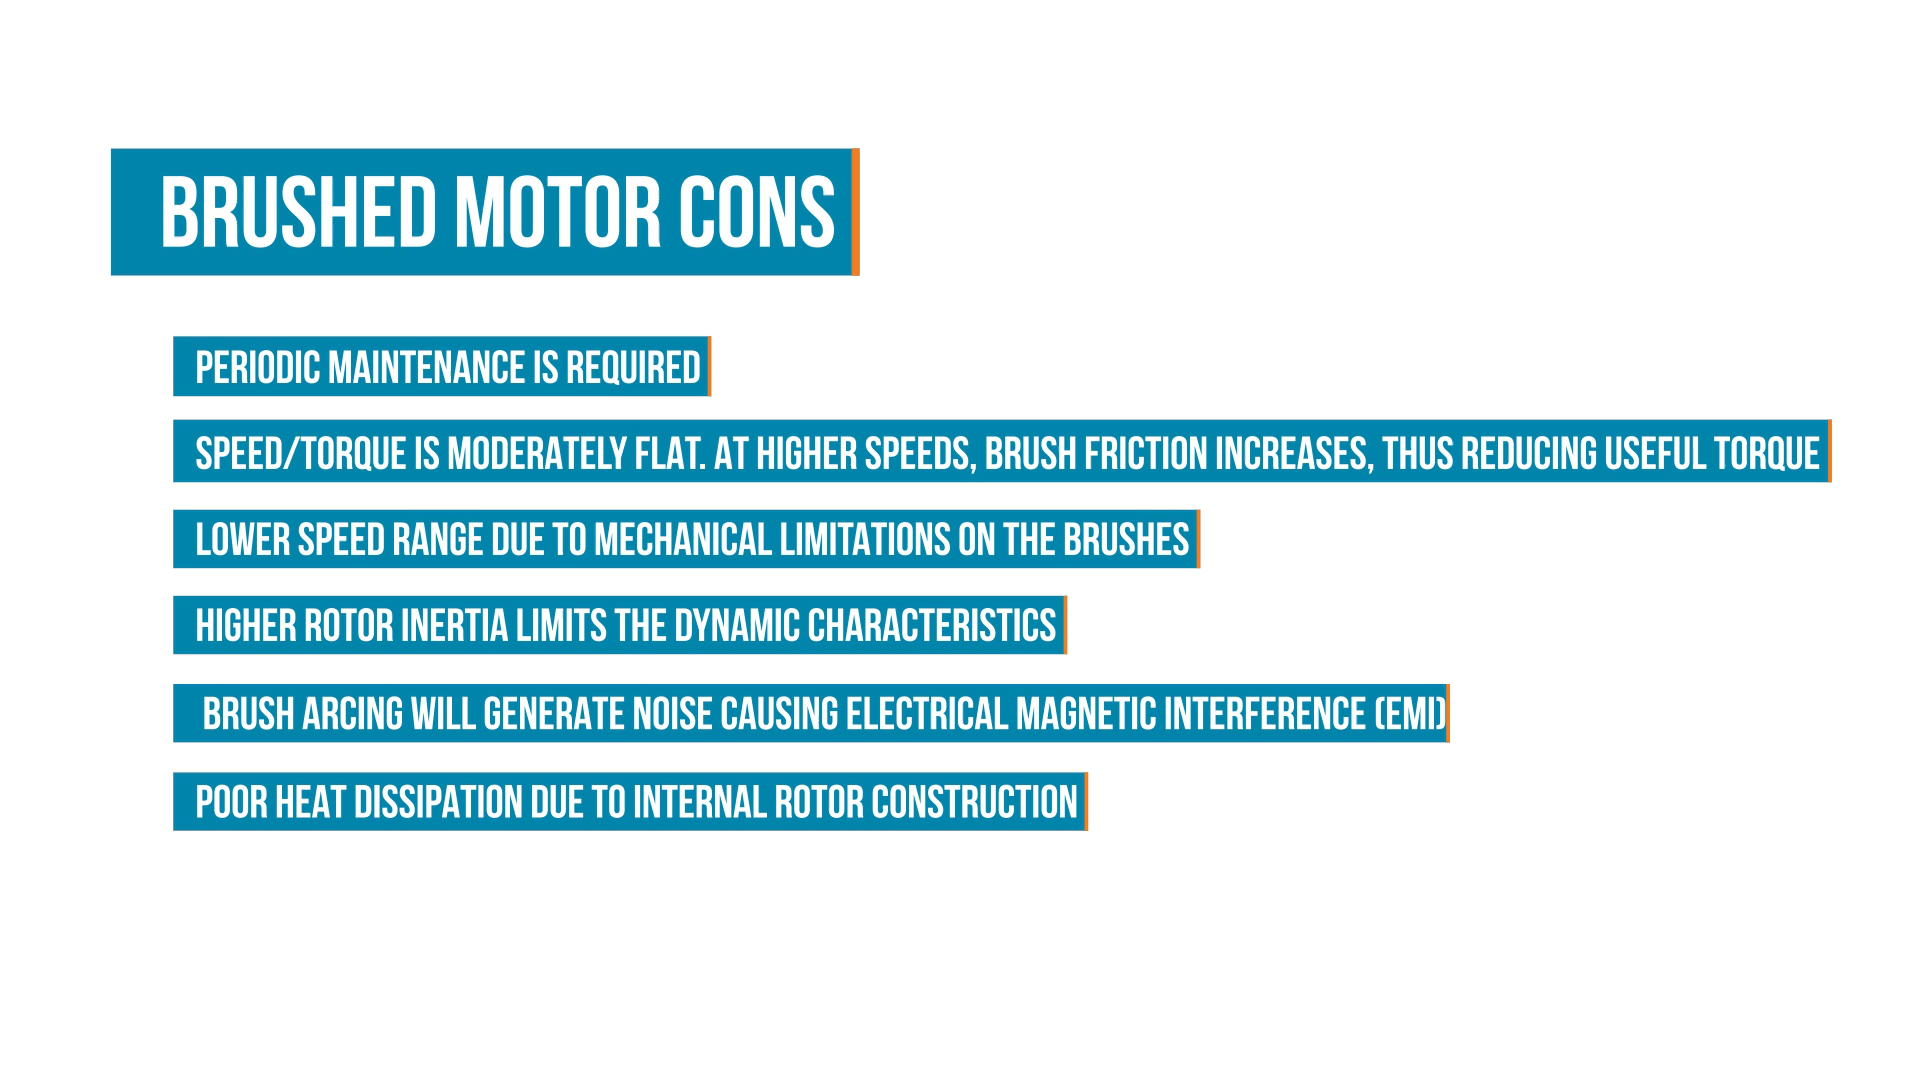 BRUSHED MOTOR CONS
PERIODIC MAINTENANCE IS REQUIRED
SPEED/TORQUE IS MODERATELY FLAT. AT HIGHER SPEEDS, BRUSH FRICTION INCREASES, THUS REDUCING USEFUL TORQUE
LOWER SPEED RANGE DUE TO MECHANICAL LIMITATIONS ON THE BRUSHES
HIGHER ROTOR INERTIA LIMITS THE DYNAMIC CHARACTERISTICS
BRUSH ARCING WILL GENERATE NOISE CAUSING ELECTRICAL MAGNETIC INTERFERENCE (EMI)
POOR HEAT DISSIPATION DUE TO INTERNAL ROTOR CONSTRUCTION